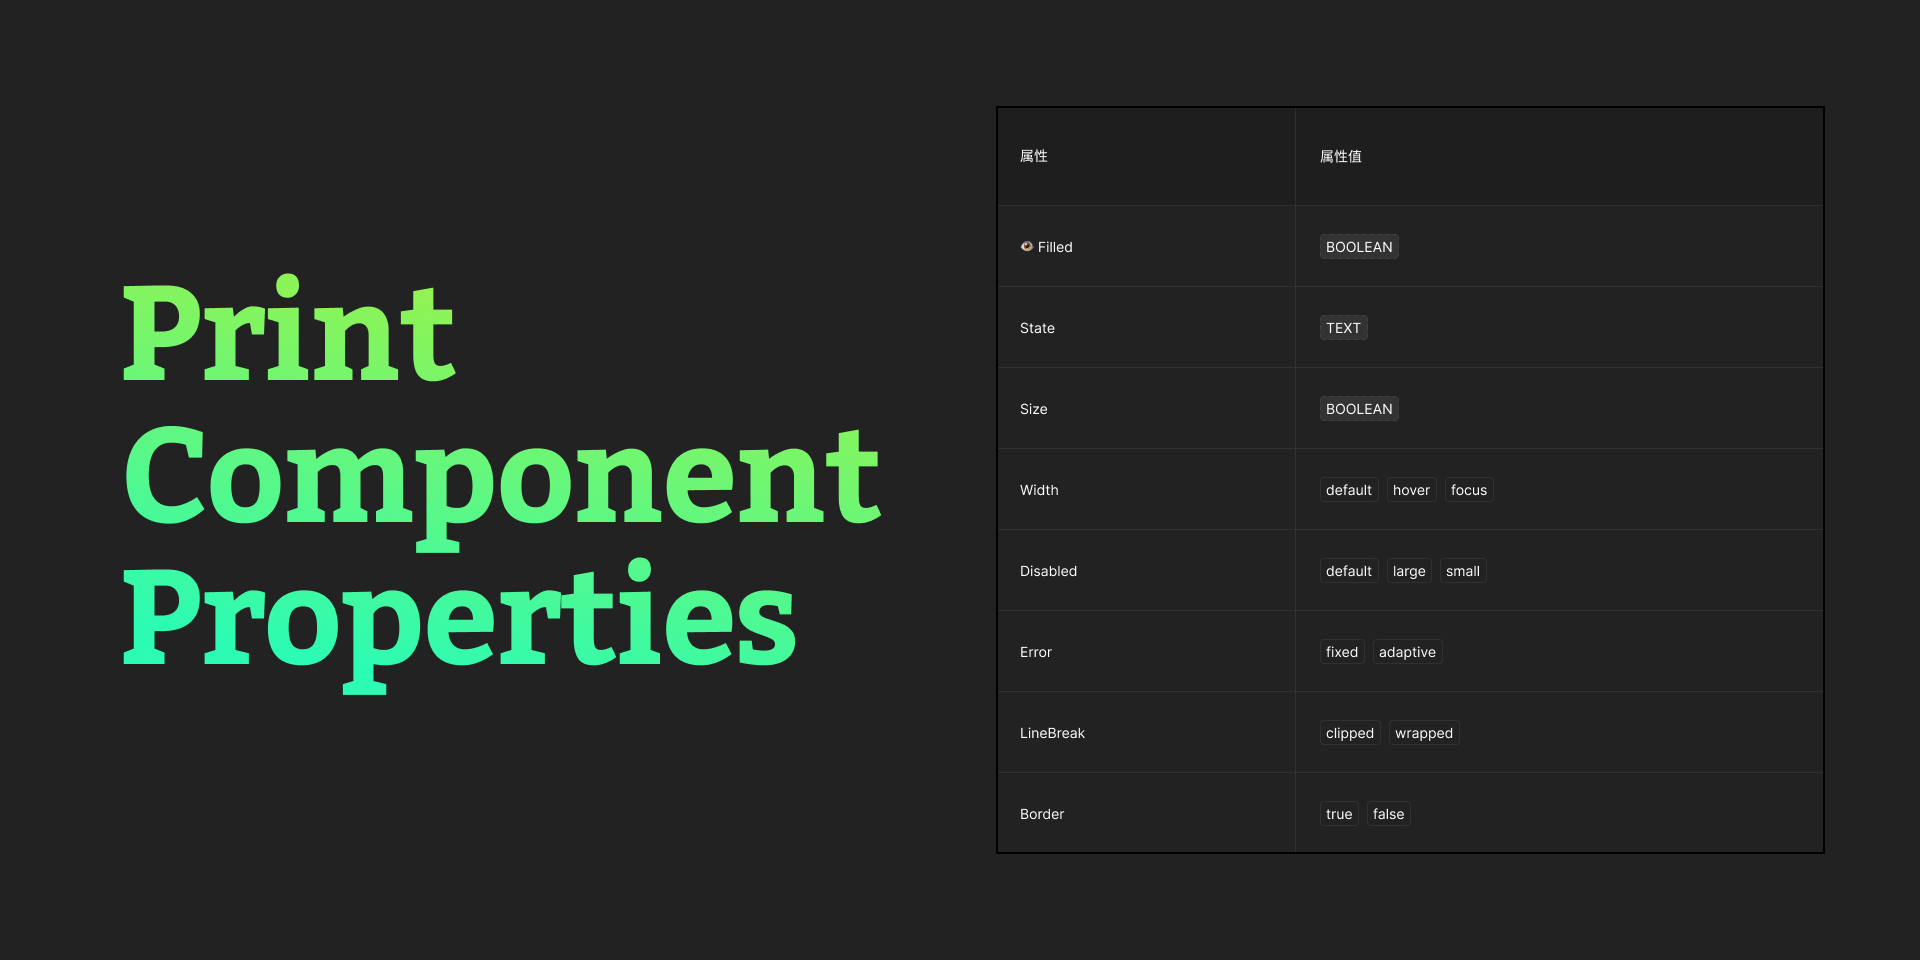 Print
Component
Properties
属性 属性值
Filled BOOLEAN
State TEXT
Size BOOLEAN
Width default hover focus
Disabled default large small
Error fixed adaptive
LineBreak clipped wrapped
Border true false